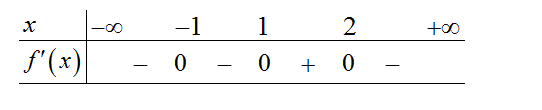 x −∞ −1 1 2 +∞
f′(x) − 0 − 0 + 0 −